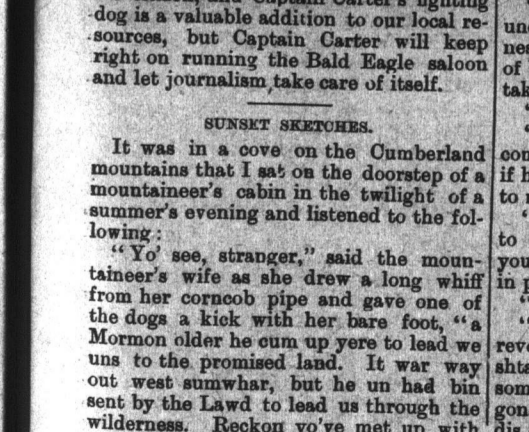 dog is a valuable addition to our local re-
sources, but Captain Carter will keep
right on running the Bald Eagle saloon
and let journalism take care of itself.
SUNSET SKETCHES.
It was in a cove on the Cumberland
mountains that I sat on the doorstep of a
mountaineer's cabin in the twilight of a
summer's evening and listened to the fol-
lowing:
"Yo' see, stranger," said the moun-
taineer's wife as she drew a long whiff
from her corncob pipe and gave one of
the dogs a kick with her bare foot, "a
Mormon older he cum up yere to lead we
uns to the promised land. It war way
out west sumwhar, but he un had bin
sent by the Lawd to lead us through the
wilderness. Reckon yo've met up with